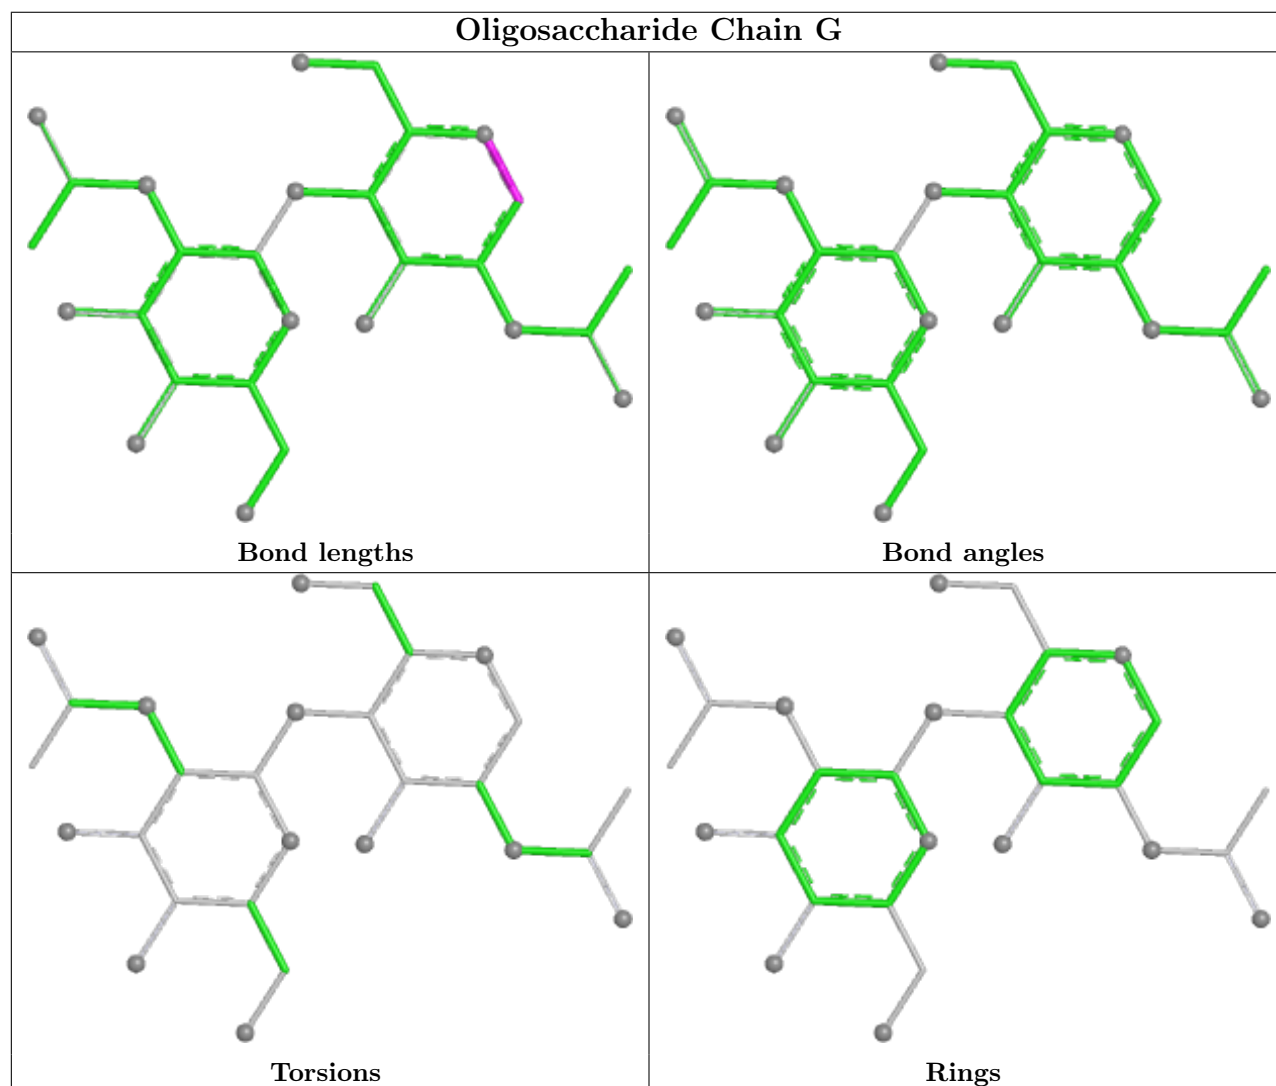 Oligosaccharide Chain G
Bond lengths
Bond angles
Torsions
Rings